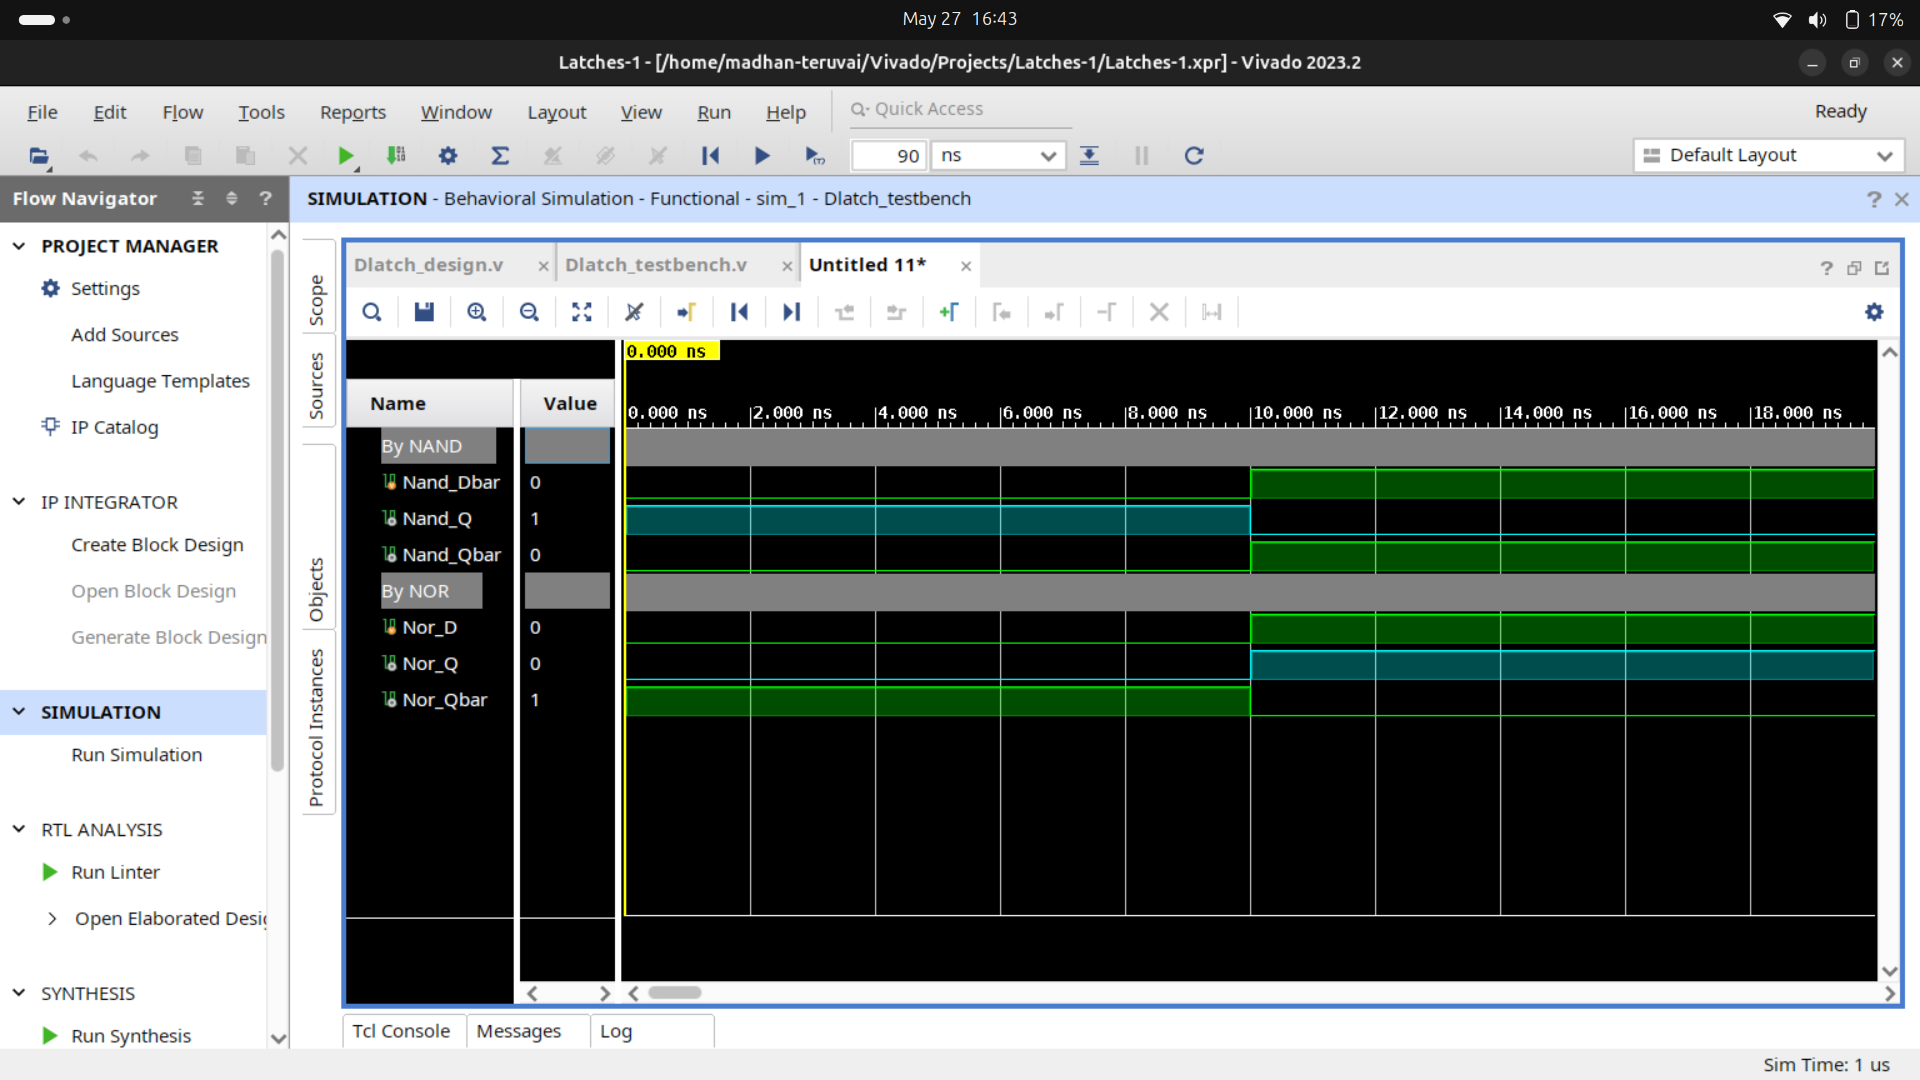 May 27 16:43
17%
Latches-1 - [/home/madhan-teruvai/Vivado/Projects/Latches-1/Latches-1.xpr] - Vivado 2023.2
File Edit Flow Tools Reports Window Layout View Run Help
Quick Access
Ready
90 ns
Default Layout
Flow Navigator
?
SIMULATION - Behavioral Simulation - Functional - sim_1 - Dlatch_testbench
PROJECT MANAGER
Settings
Add Sources
Language Templates
IP Catalog
IP INTEGRATOR
Create Block Design
Open Block Design
Generate Block Design
SIMULATION
Run Simulation
RTL ANALYSIS
Run Linter
Open Elaborated Desig
SYNTHESIS
Run Synthesis
Scope
Sources
Objects
Protocol Instances
Dlatch_design.v
Dlatch_testbench.v
Untitled 11*
0.000 ns
Name Value
0.000 ns 2.000 ns 4.000 ns 6.000 ns 8.000 ns 10.000 ns 12.000 ns 14.000 ns 16.000 ns 18.000 ns
By NAND
Nand_Dbar 0
Nand_Q 1
Nand_Qbar 0
By NOR
Nor_D 0
Nor_Q 0
Nor_Qbar 1
Tcl Console Messages Log
Sim Time: 1 us